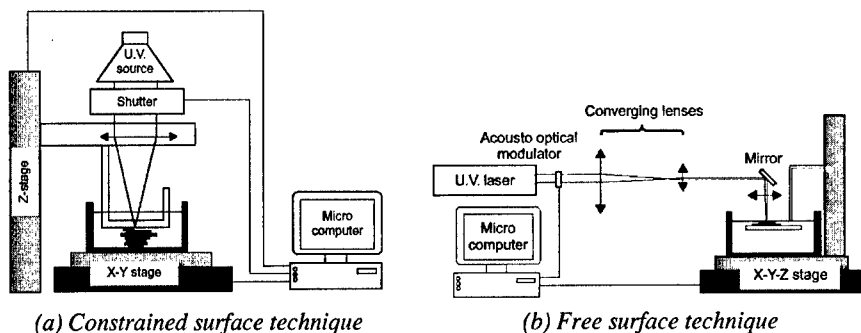 U.V.
source
Shutter
Z-stage
Micro
computer
X-Y stage
(a) Constrained surface technique
Converging lenses
Acousto optical
modulator
Mirror
U.V. laser
Micro
computer
X-Y-Z stage
(b) Free surface technique